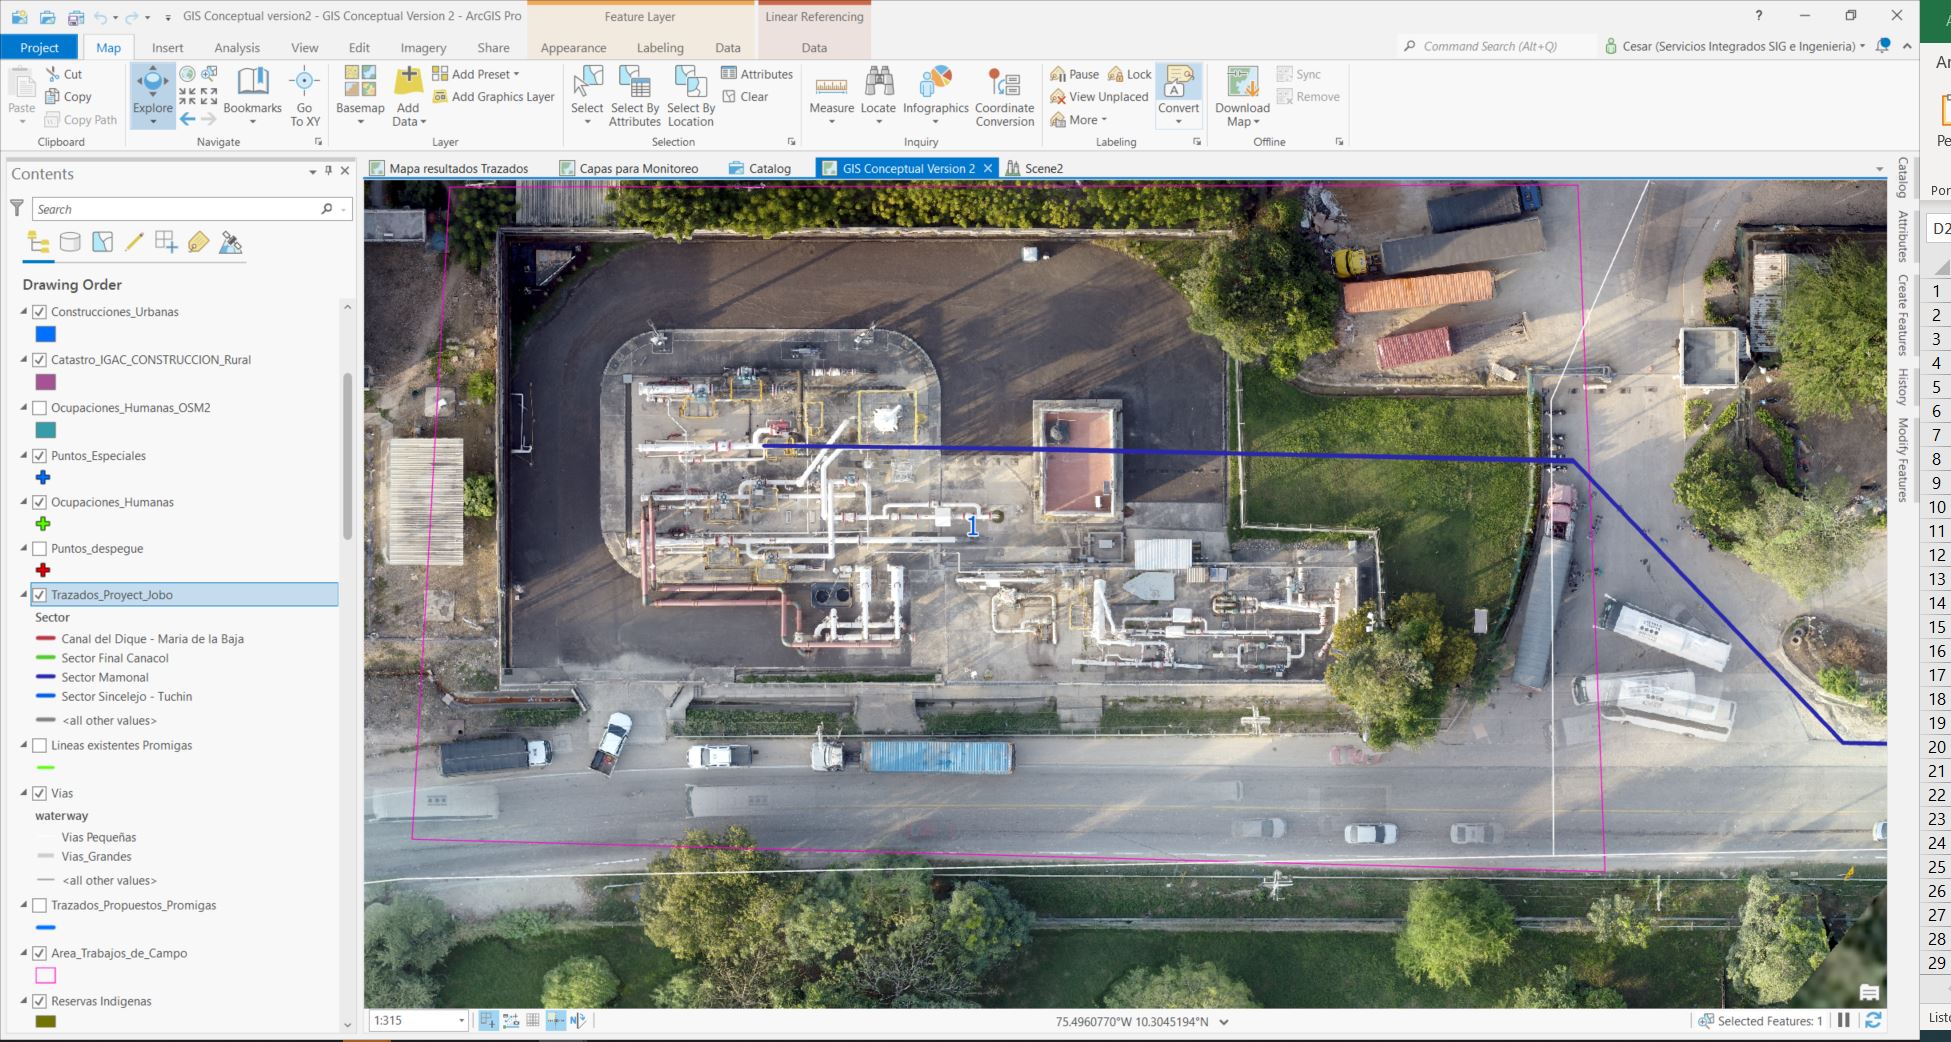 GIS Conceptual version2 - GIS Conceptual Version 2 - ArcGIS Pro
Feature Layer
Linear Referencing
?
Project
Map
Insert
Analysis
View
Edit
Imagery
Share
Appearance
Labeling
Data
Data
Command Search (Alt+Q)
Cesar (Servicios Integrados SIG e Ingenieria)
Paste
Cut
Copy
Copy Path
Clipboard
Explore
Bookmarks
Go To XY
Navigate
Basemap
Add Data
Add Preset
Add Graphics Layer
Layer
Select
Select By Attributes
Select By Location
Attributes
Clear
Selection
Measure
Locate
Infographics
Coordinate Conversion
Inquiry
Pause
Lock
View Unplaced
More
Convert
Labeling
Download Map
Sync
Remove
Offline
Contents
Search
Drawing Order
Construcciones_Urbanas
Catastro_IGAC_CONSTRUCCION_Rural
Ocupaciones_Humanas_OSM2
Puntos_Especiales
Ocupaciones_Humanas
Puntos_despegue
Trazados_Proyect_Jobo
Sector
Canal del Dique - Maria de la Baja
Sector Final Canacol
Sector Mamonal
Sector Sincelejo - Tuchin
<all other values>
Lineas existentes Promigas
Vias
waterway
Vias Pequeñas
Vias_Grandes
<all other values>
Trazados_Propuestos_Promigas
Area_Trabajos_de_Campo
Reservas Indigenas
Mapa resultados Trazados
Capas para Monitoreo
Catalog
GIS Conceptual Version 2
Scene2
1
1:315
75.4960770°W 10.3045194°N
Selected Features: 1
Catalog
Attributes
Create Features
History
Modify Features
Pe
Por
D2
1
2
3
4
5
6
7
8
9
10
11
12
13
14
15
16
17
18
19
20
21
22
23
24
25
26
27
28
29
List